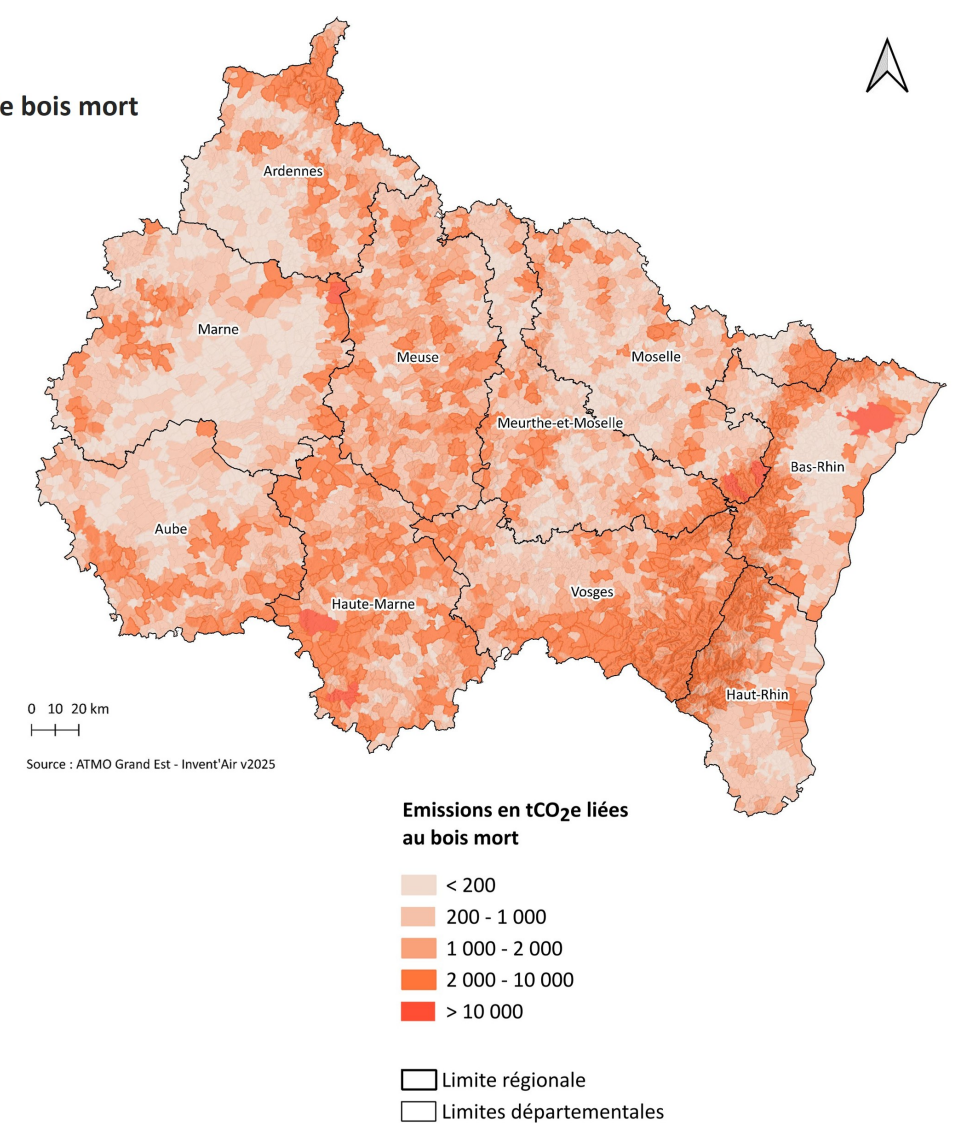 e bois mort
Ardennes
Marne
Meuse
Moselle
Meurthe-et-Moselle
Bas-Rhin
Aube
Haute-Marne
Vosges
Haut-Rhin
0 10 20 km
Source : ATMO Grand Est - Invent'Air v2025
Emissions en tCO2e liées
au bois mort
< 200
200 - 1 000
1 000 - 2 000
2 000 - 10 000
> 10 000
Limite régionale
Limites départementales